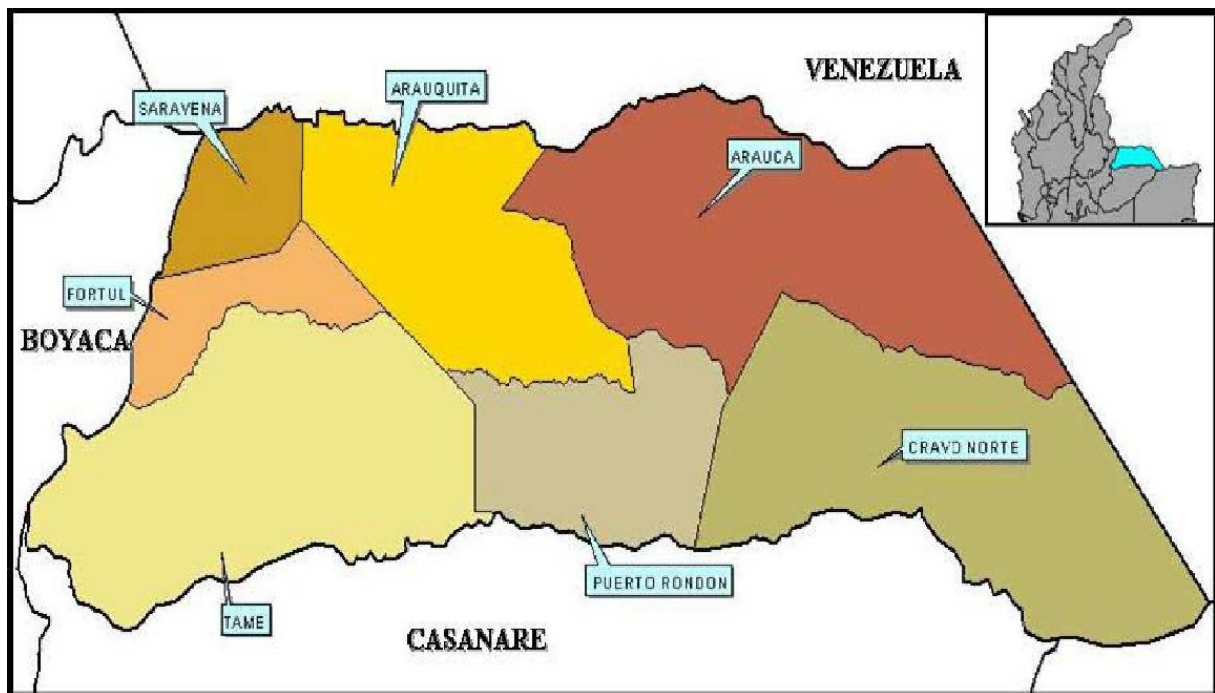 VENEZUELA
ARAUQUITA
SARAVENA
ARAUCA
FORTUL
BOYACA
CRAVO NORTE
PUERTO RONDON
TAME
CASANARE